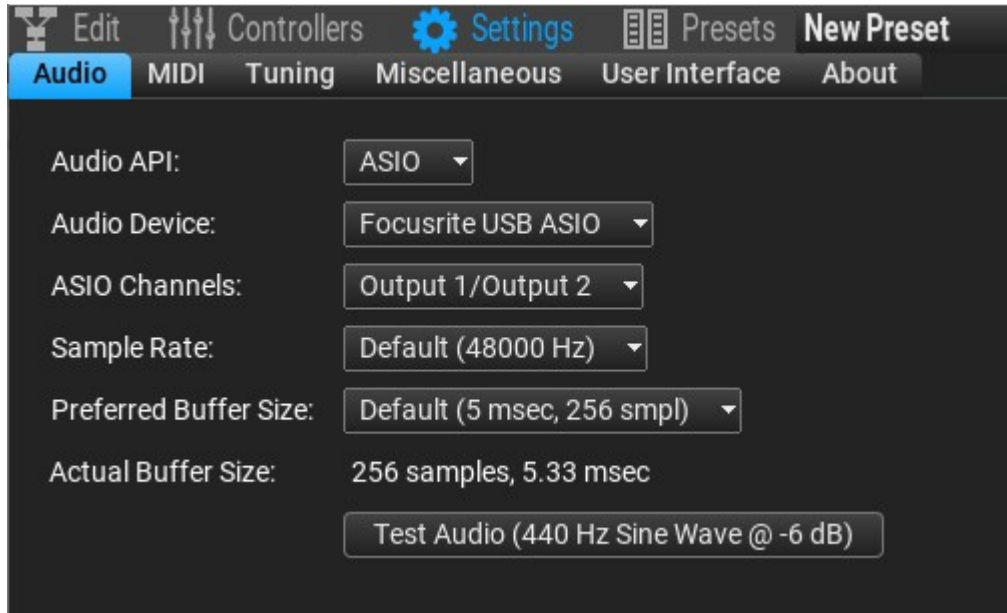 Edit Controllers Settings Presets New Preset
Audio MIDI Tuning Miscellaneous User Interface About
Audio API: ASIO
Audio Device: Focusrite USB ASIO
ASIO Channels: Output 1/Output 2
Sample Rate: Default (48000 Hz)
Preferred Buffer Size: Default (5 msec, 256 smpl)
Actual Buffer Size: 256 samples, 5.33 msec
Test Audio (440 Hz Sine Wave @ -6 dB)